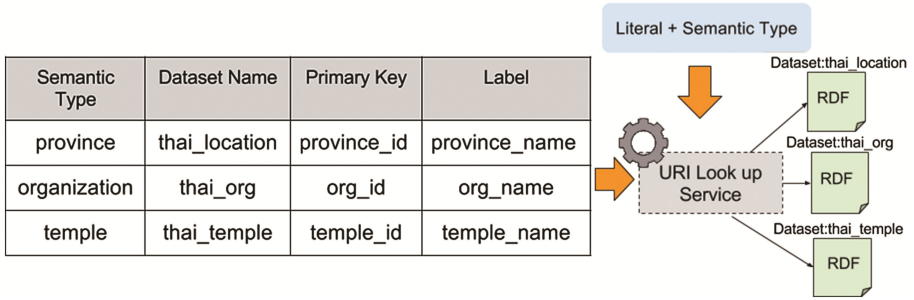 Literal + Semantic Type
Semantic Type	Dataset Name	Primary Key	Label
province	thai_location	province_id	province_name
organization	thai_org	org_id	org_name
temple	thai_temple	temple_id	temple_name
URI Look up
Service
Dataset:thai_location
RDF
Dataset:thai_org
RDF
Dataset:thai_temple
RDF